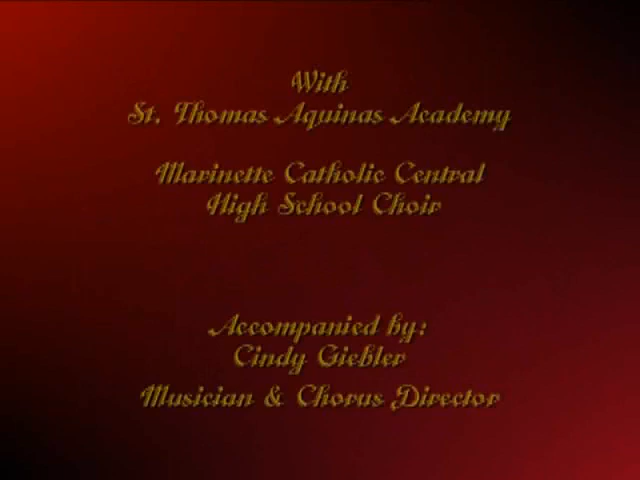 With
St. Thomas Aquinas Academy
Marinette Catholic Central
High School Choir
Accompanied by:
Cindy Giebler
Musician & Chorus Director